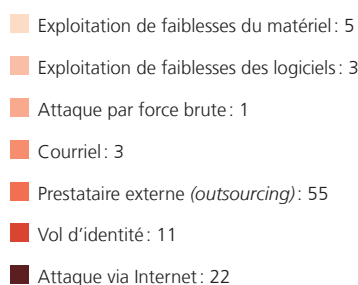 Exploitation de faiblesses du matériel : 5
Exploitation de faiblesses des logiciels : 3
Attaque par force brute : 1
Courriel : 3
Prestataire externe (outsourcing) : 55
Vol d’identité : 11
Attaque via Internet : 22